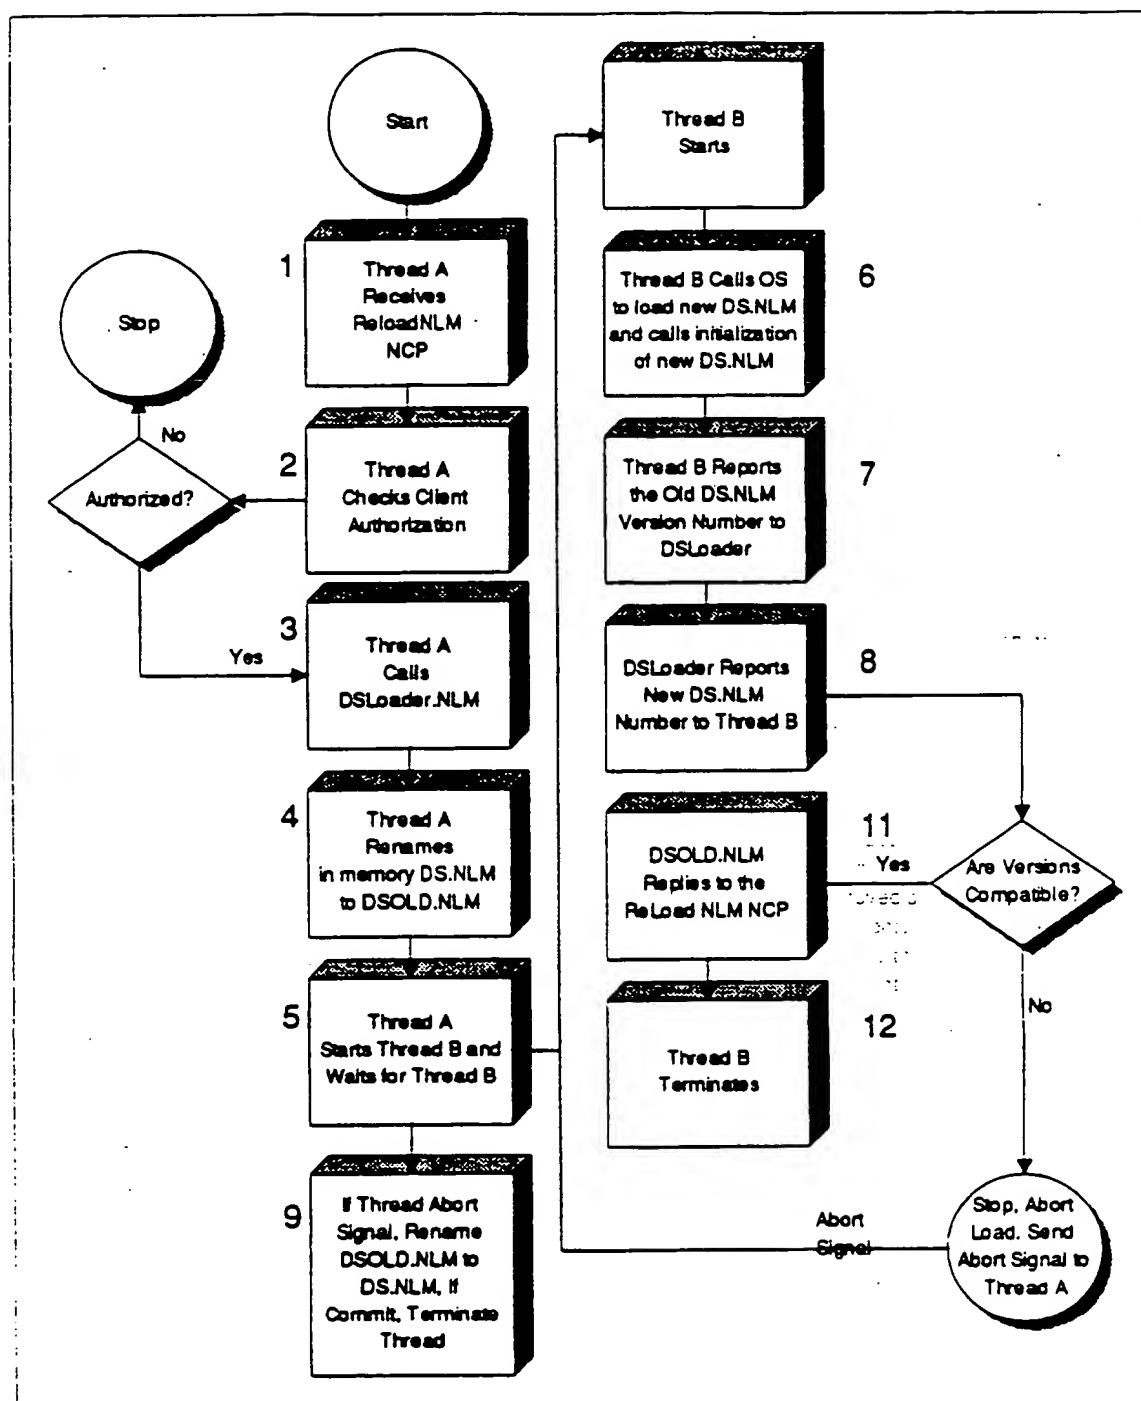 Start
1
Thread A
Receives
ReloadNLM
NCP
Stop
No
Authorized?
2
Thread A
Checks Client
Authorization
Yes
3
Thread A
Calls
DSLoader.NLM
4
Thread A
Renames
in memory DS.NLM
to DSOLD.NLM
5
Thread A
Starts Thread B and
Waits for Thread B
9
If Thread Abort
Signal, Rename
DSOLD.NLM to
DS.NLM, If
Commit, Terminate
Thread
Thread B
Starts
Thread B Calls OS
to load new DS.NLM
and calls initialization
of new DS.NLM
6
Thread B Reports
the Old DS.NLM
Version Number to
DSLoader
7
DSLoader Reports
New DS.NLM
Number to Thread B
8
Are Versions
Compatible?
Yes
11
DSOLD.NLM
Replies to the
ReLoad NLM NCP
Thread B
Terminates
12
No
Stop, Abort
Load, Send
Abort Signal to
Thread A
Abort
Signal